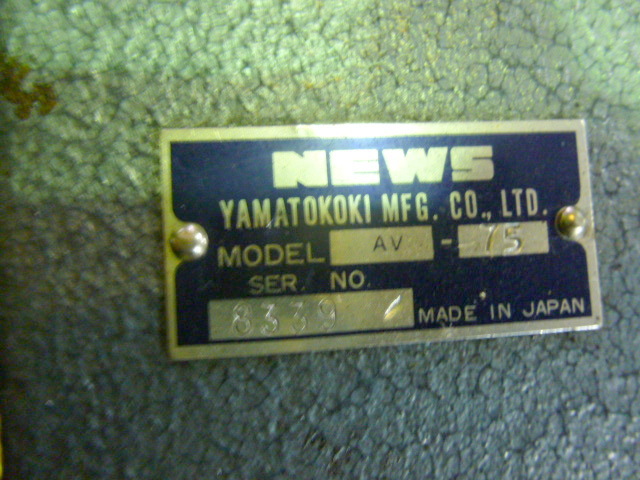 NEWS
YAMATOKOKI MFG. CO., LTD.
MODEL AV - 75
SER. NO.
8339 MADE IN JAPAN